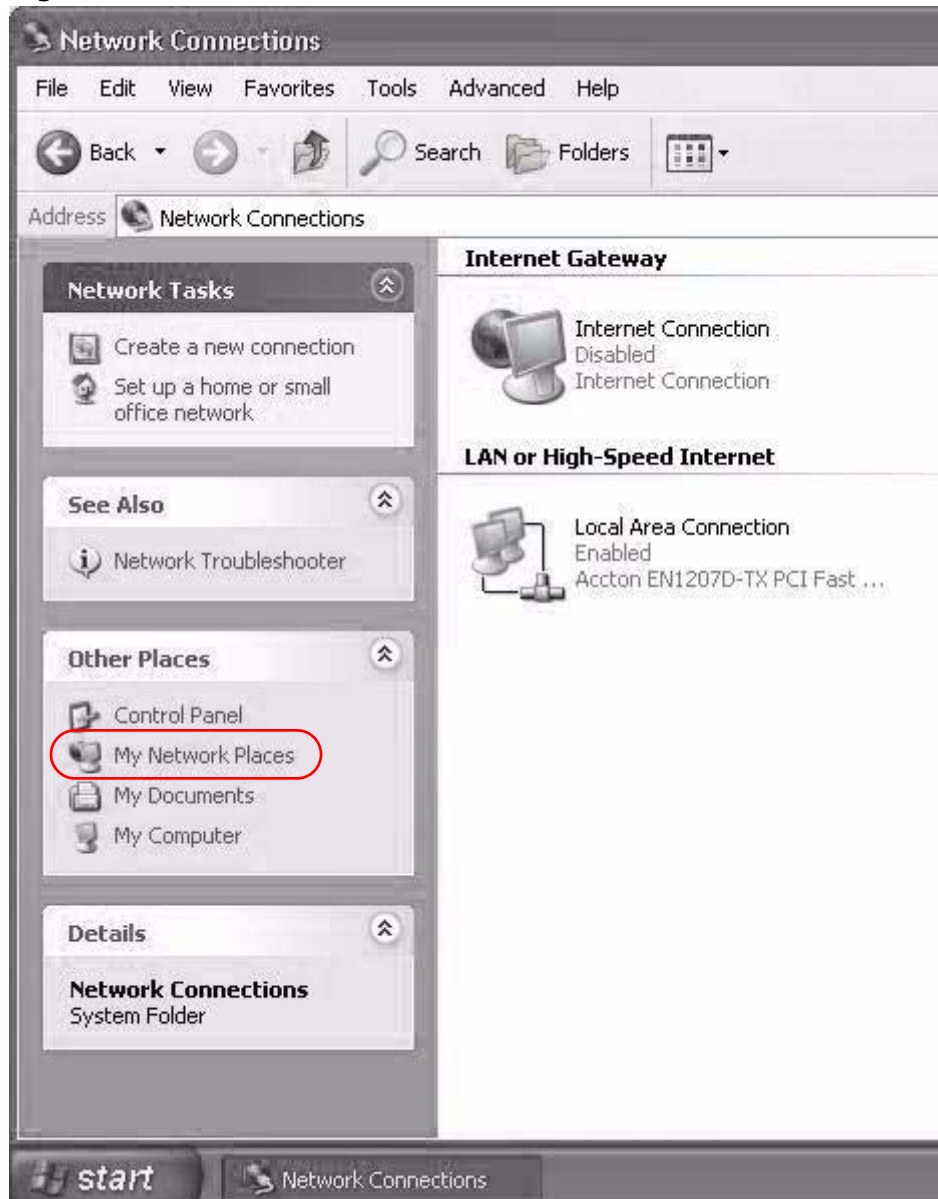 Network Connections
File Edit View Favorites Tools Advanced Help
Back Search Folders
Address Network Connections
Network Tasks
Create a new connection
Set up a home or small
office network
See Also
Network Troubleshooter
Other Places
Control Panel
My Network Places
My Documents
My Computer
Details
Network Connections
System Folder
Internet Gateway
Internet Connection
Disabled
Internet Connection
LAN or High-Speed Internet
Local Area Connection
Enabled
Accton EN1207D-TX PCI Fast ...
start Network Connections